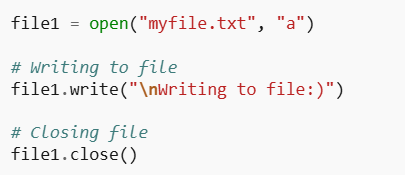 file1 = open("myfile.txt", "a")
# Writing to file
file1.write("\nWriting to file:)")
# Closing file
file1.close()